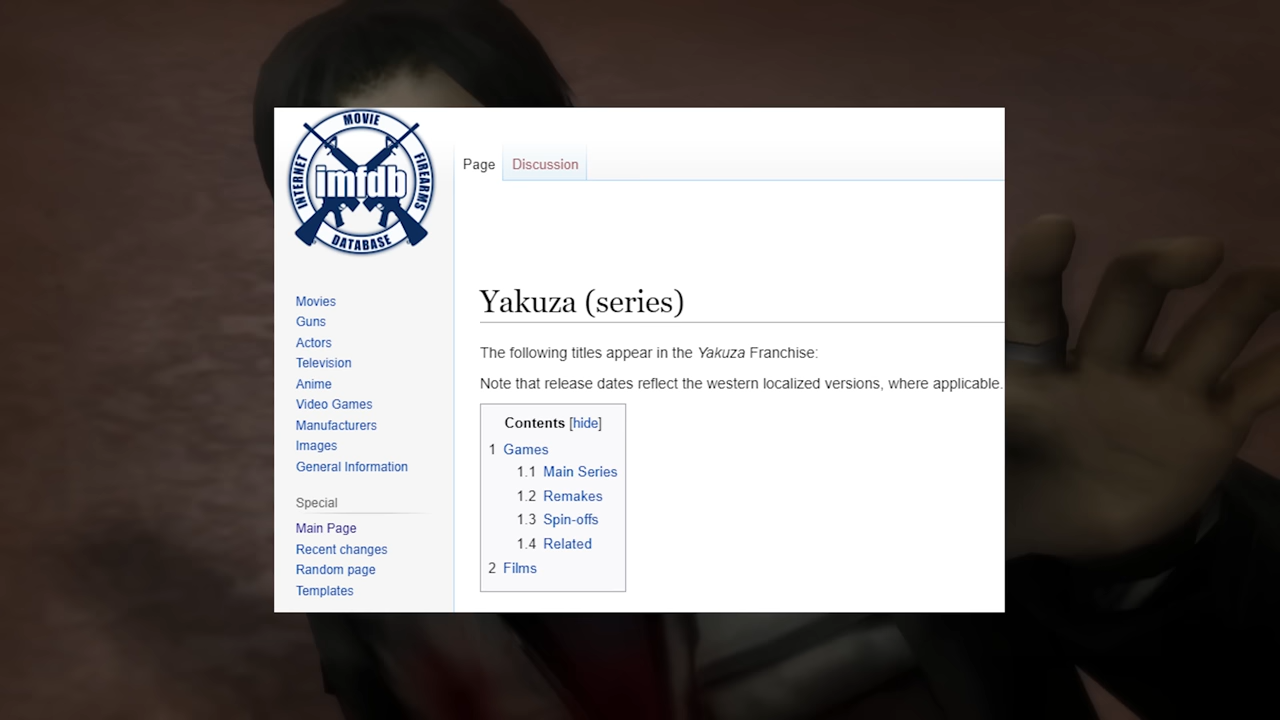 INTERNET MOVIE FIREARMS DATABASE
imfdb
Page
Discussion
Yakuza (series)
The following titles appear in the Yakuza Franchise:
Note that release dates reflect the western localized versions, where applicable.
Contents [hide]
1 Games
1.1 Main Series
1.2 Remakes
1.3 Spin-offs
1.4 Related
2 Films
Movies
Guns
Actors
Television
Anime
Video Games
Manufacturers
Images
General Information
Special
Main Page
Recent changes
Random page
Templates